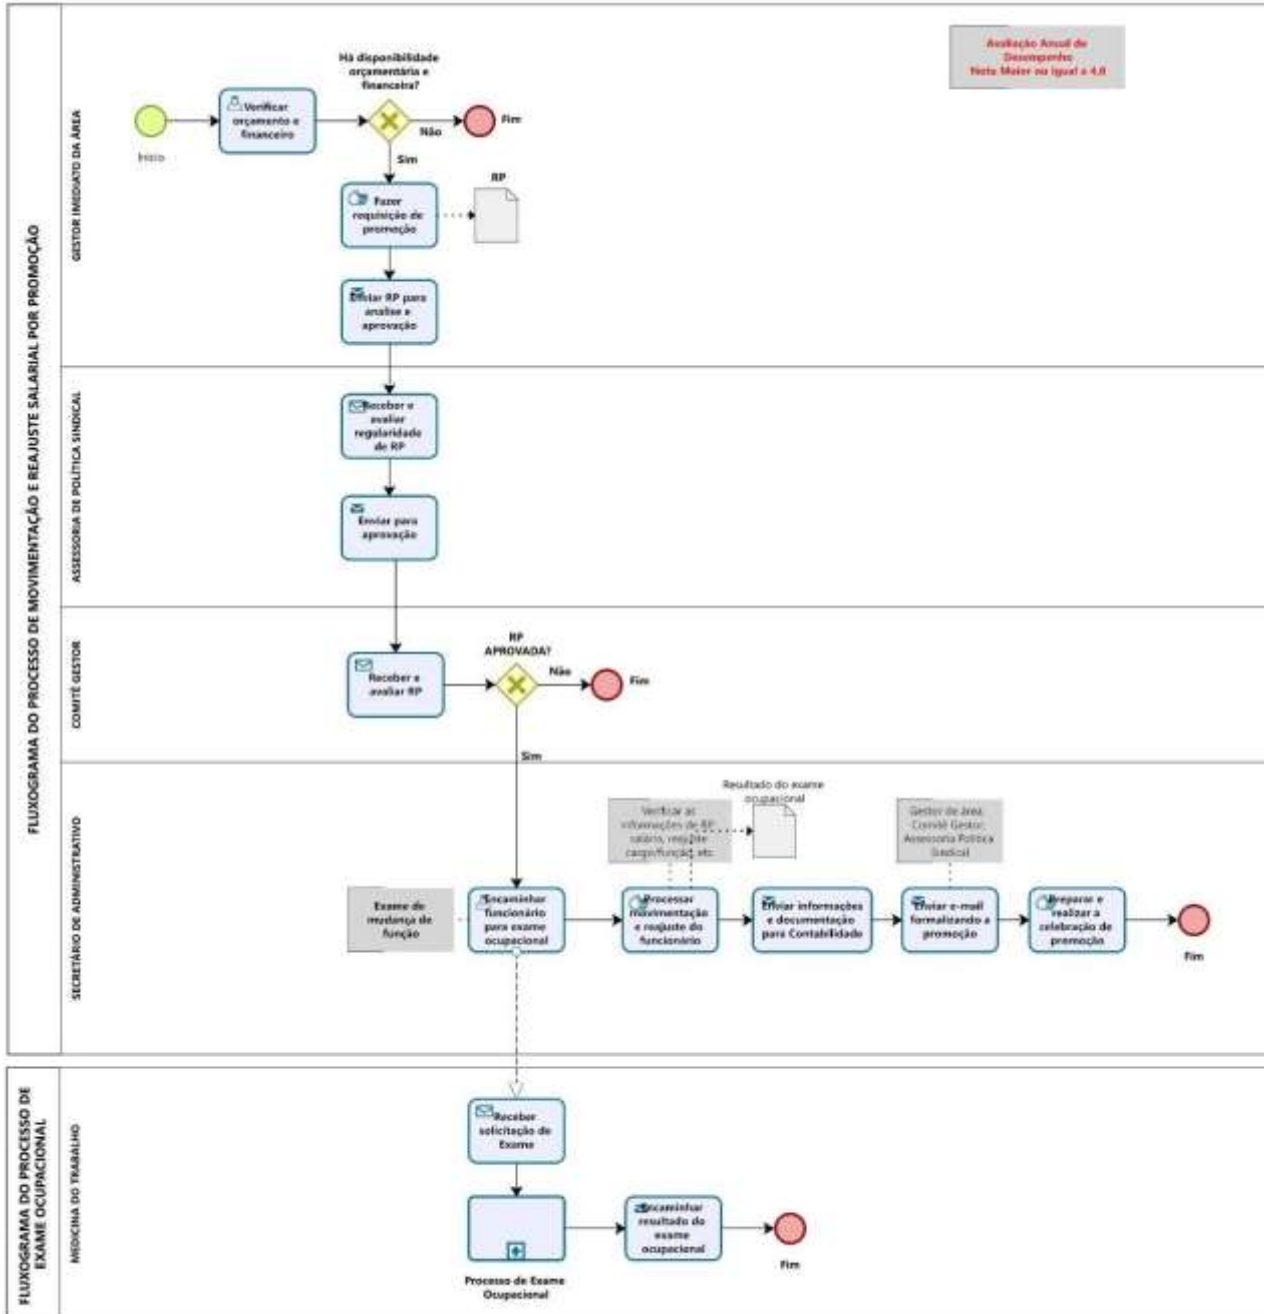 FLUXOGRAMA DO PROCESSO DE MOVIMENTAÇÃO E REAJUSTE SALARIAL POR PROMOÇÃO
GESTOR IMEDIATO DA ÁREA
Avaliação Anual de
Desempenho
Nota Maior ou igual a 4,0
Início
Verificar
orçamento e
financeiro
Há disponibilidade
orçamentária e
financeira?
Não
Fim
Sim
Fazer
requisição de
promoção
RP
Enviar RP para
analise e
aprovação
ASSESSORIA DE POLÍTICA SINDICAL
Receber e
avaliar
regularidade
de RP
Enviar para
aprovação
COMITÊ GESTOR
Receber e
avaliar RP
RP
APROVADA?
Não
Fim
Sim
SECRETÁRIO DE ADMINISTRATIVO
Exame de
mudança de
função
Encaminhar
funcionário
para exame
ocupacional
Verificar as
informações de RP:
salário, reajuste
cargo/função, etc.
Resultado do exame
ocupacional
Processar
movimentação
e reajuste do
funcionário
Enviar informações
e documentação
para Contabilidade
Gestor de área;
Comitê Gestor;
Assessoria Política
Sindical
Enviar e-mail
formalizando a
promoção
Preparar e
realizar a
celebração de
promoção
Fim
FLUXOGRAMA DO PROCESSO DE
EXAME OCUPACIONAL
MEDICINA DO TRABALHO
Receber
solicitação de
Exame
Processo de Exame
Ocupacional
Encaminhar
resultado do
exame
ocupacional
Fim